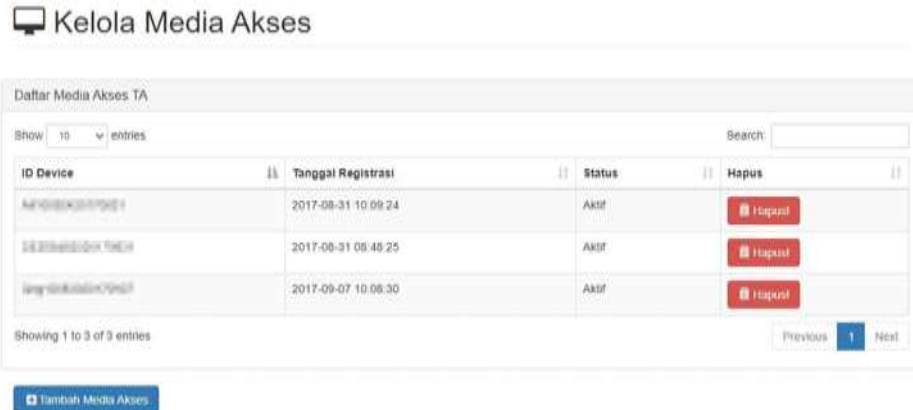 Kelola Media Akses
Daftar Media Akses TA
Show 10 entries
Search:
ID Device Tanggal Registrasi Status Hapus
2017-08-31 10:09:24 Aktif Hapus!
2017-08-31 08:48:25 Aktif Hapus!
2017-09-07 10:08:30 Aktif Hapus!
Showing 1 to 3 of 3 entries
Previous 1 Next
Tambah Media Akses